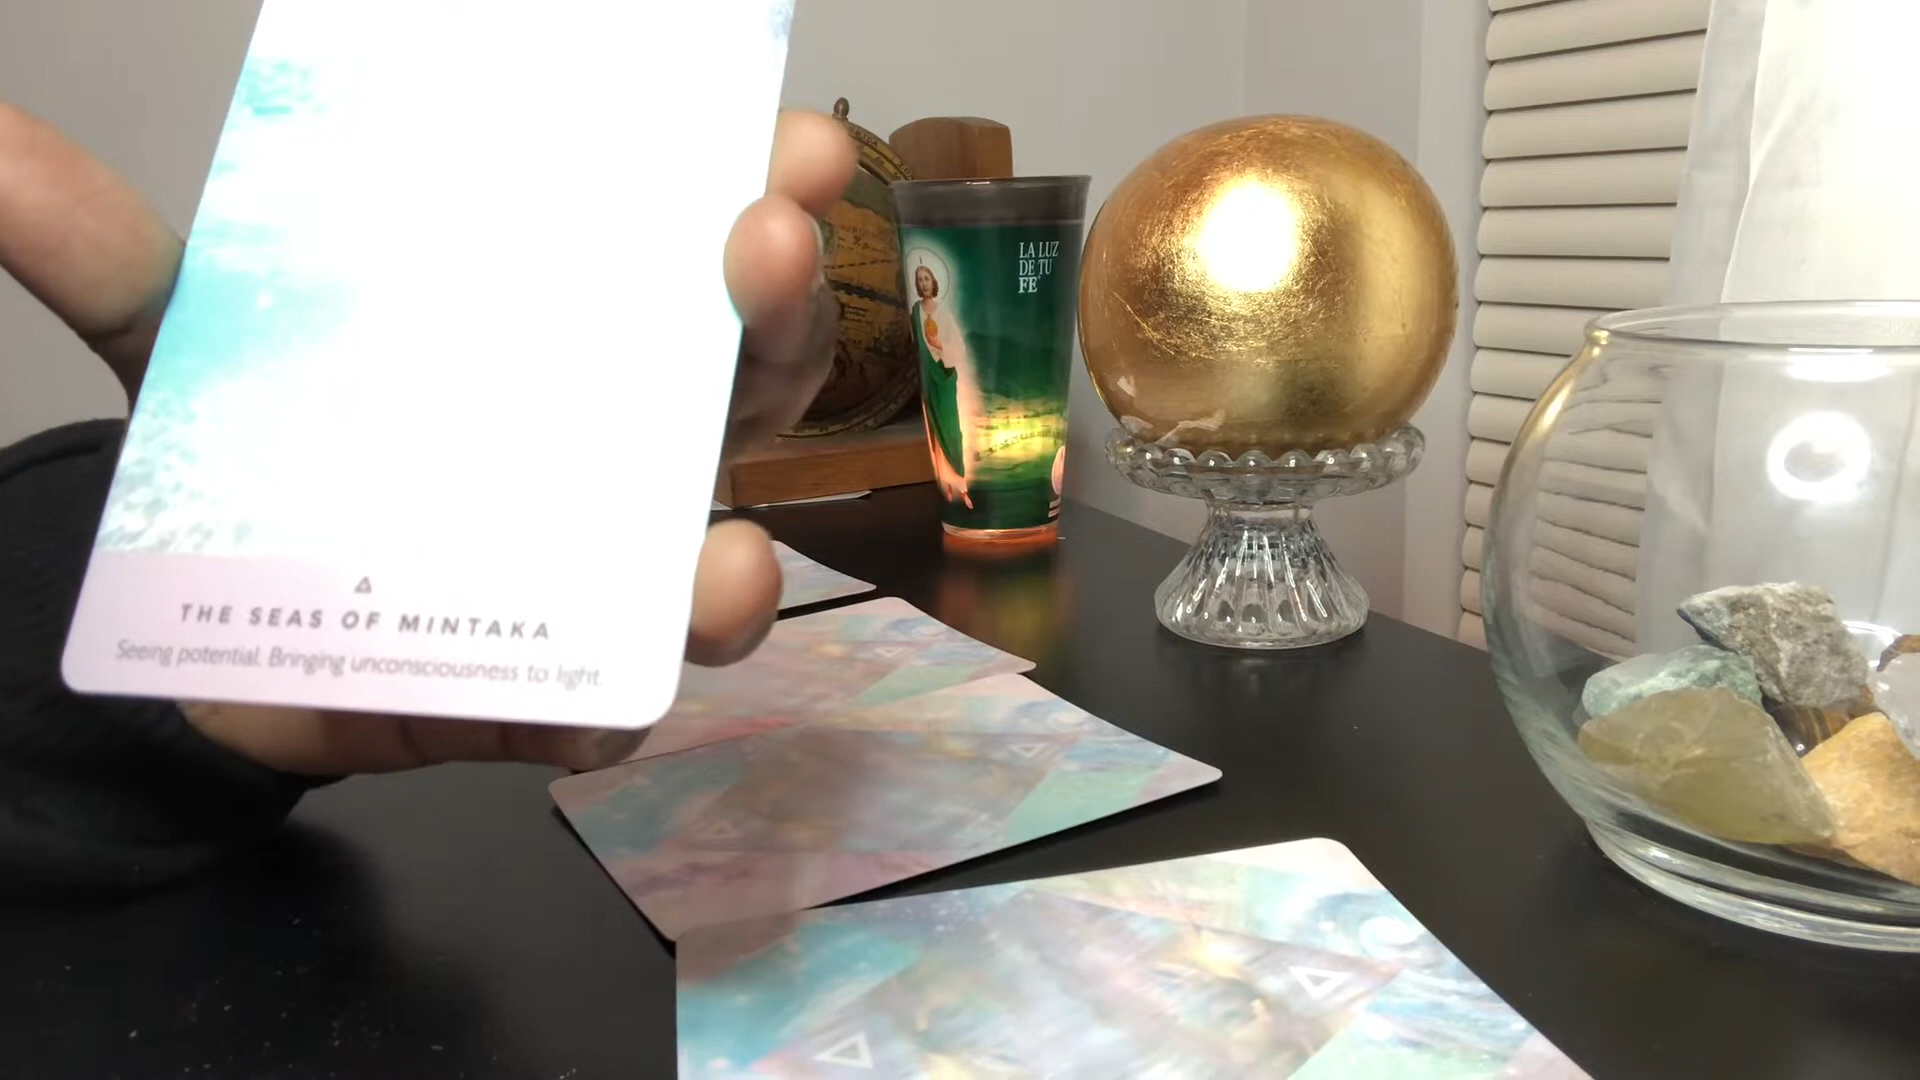 THE SEAS OF MINTAKA
Seeing potential. Bringing unconsciousness to light.
LA LUZ
DE TU
FE